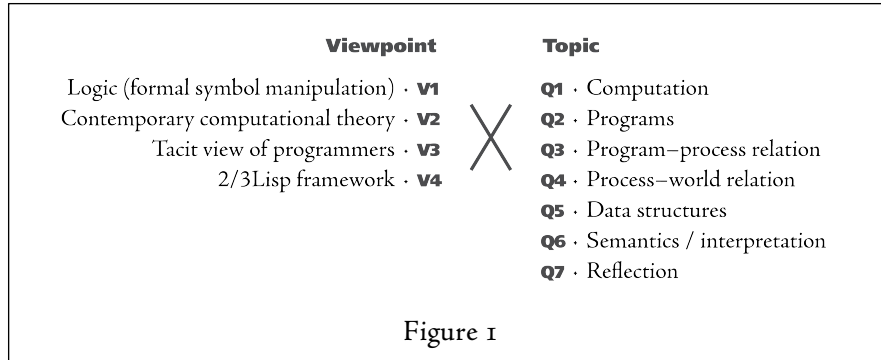 Viewpoint Topic
Logic (formal symbol manipulation) · V1 Q1 · Computation
Contemporary computational theory · V2 Q2 · Programs
Tacit view of programmers · V3 Q3 · Program–process relation
2/3Lisp framework · V4 Q4 · Process–world relation
Q5 · Data structures
Q6 · Semantics / interpretation
Q7 · Reflection
Figure 1